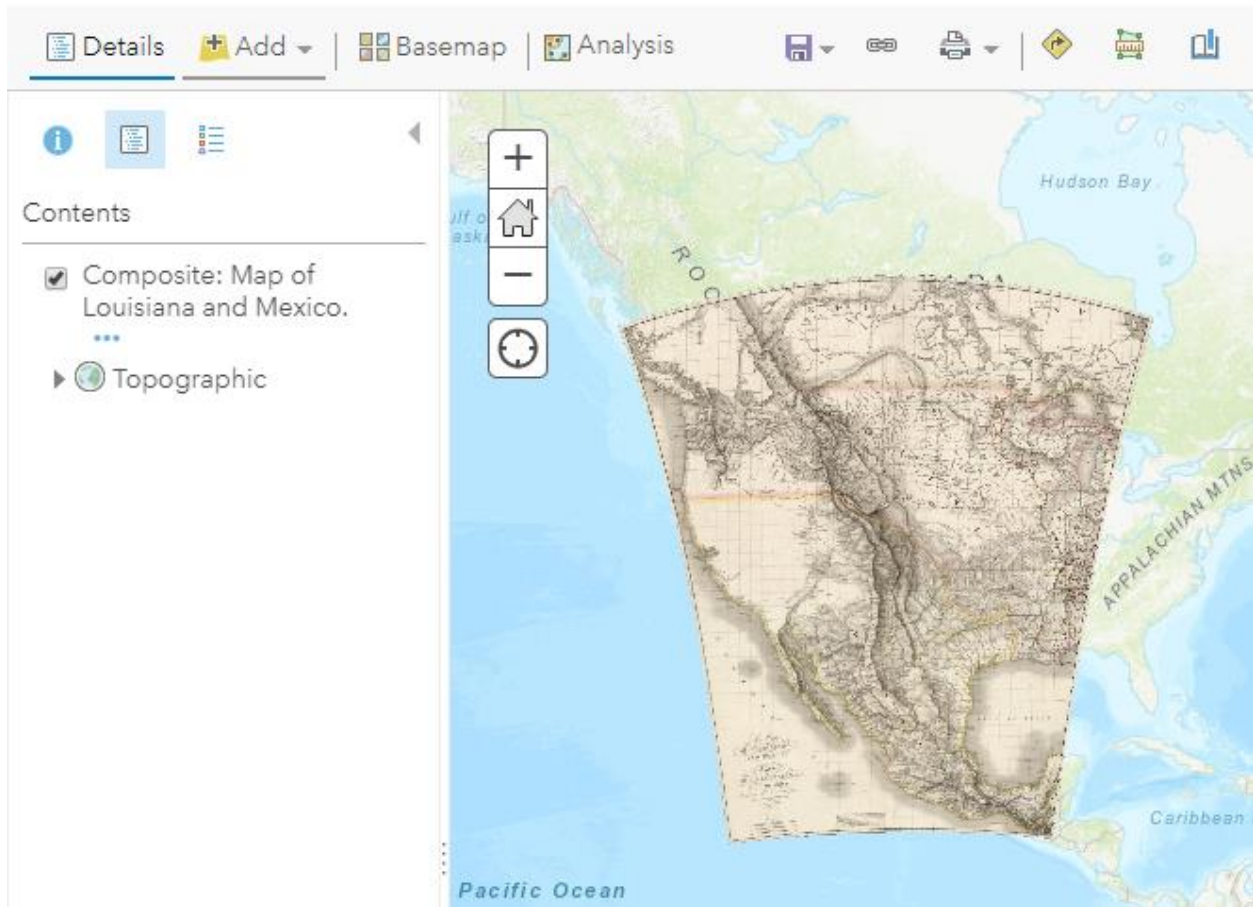 Details
Add
Basemap
Analysis
Contents
Composite: Map of
Louisiana and Mexico.
Topographic
Hudson Bay
ROC
APPALACHIAN MTNS
Caribbean
Pacific Ocean